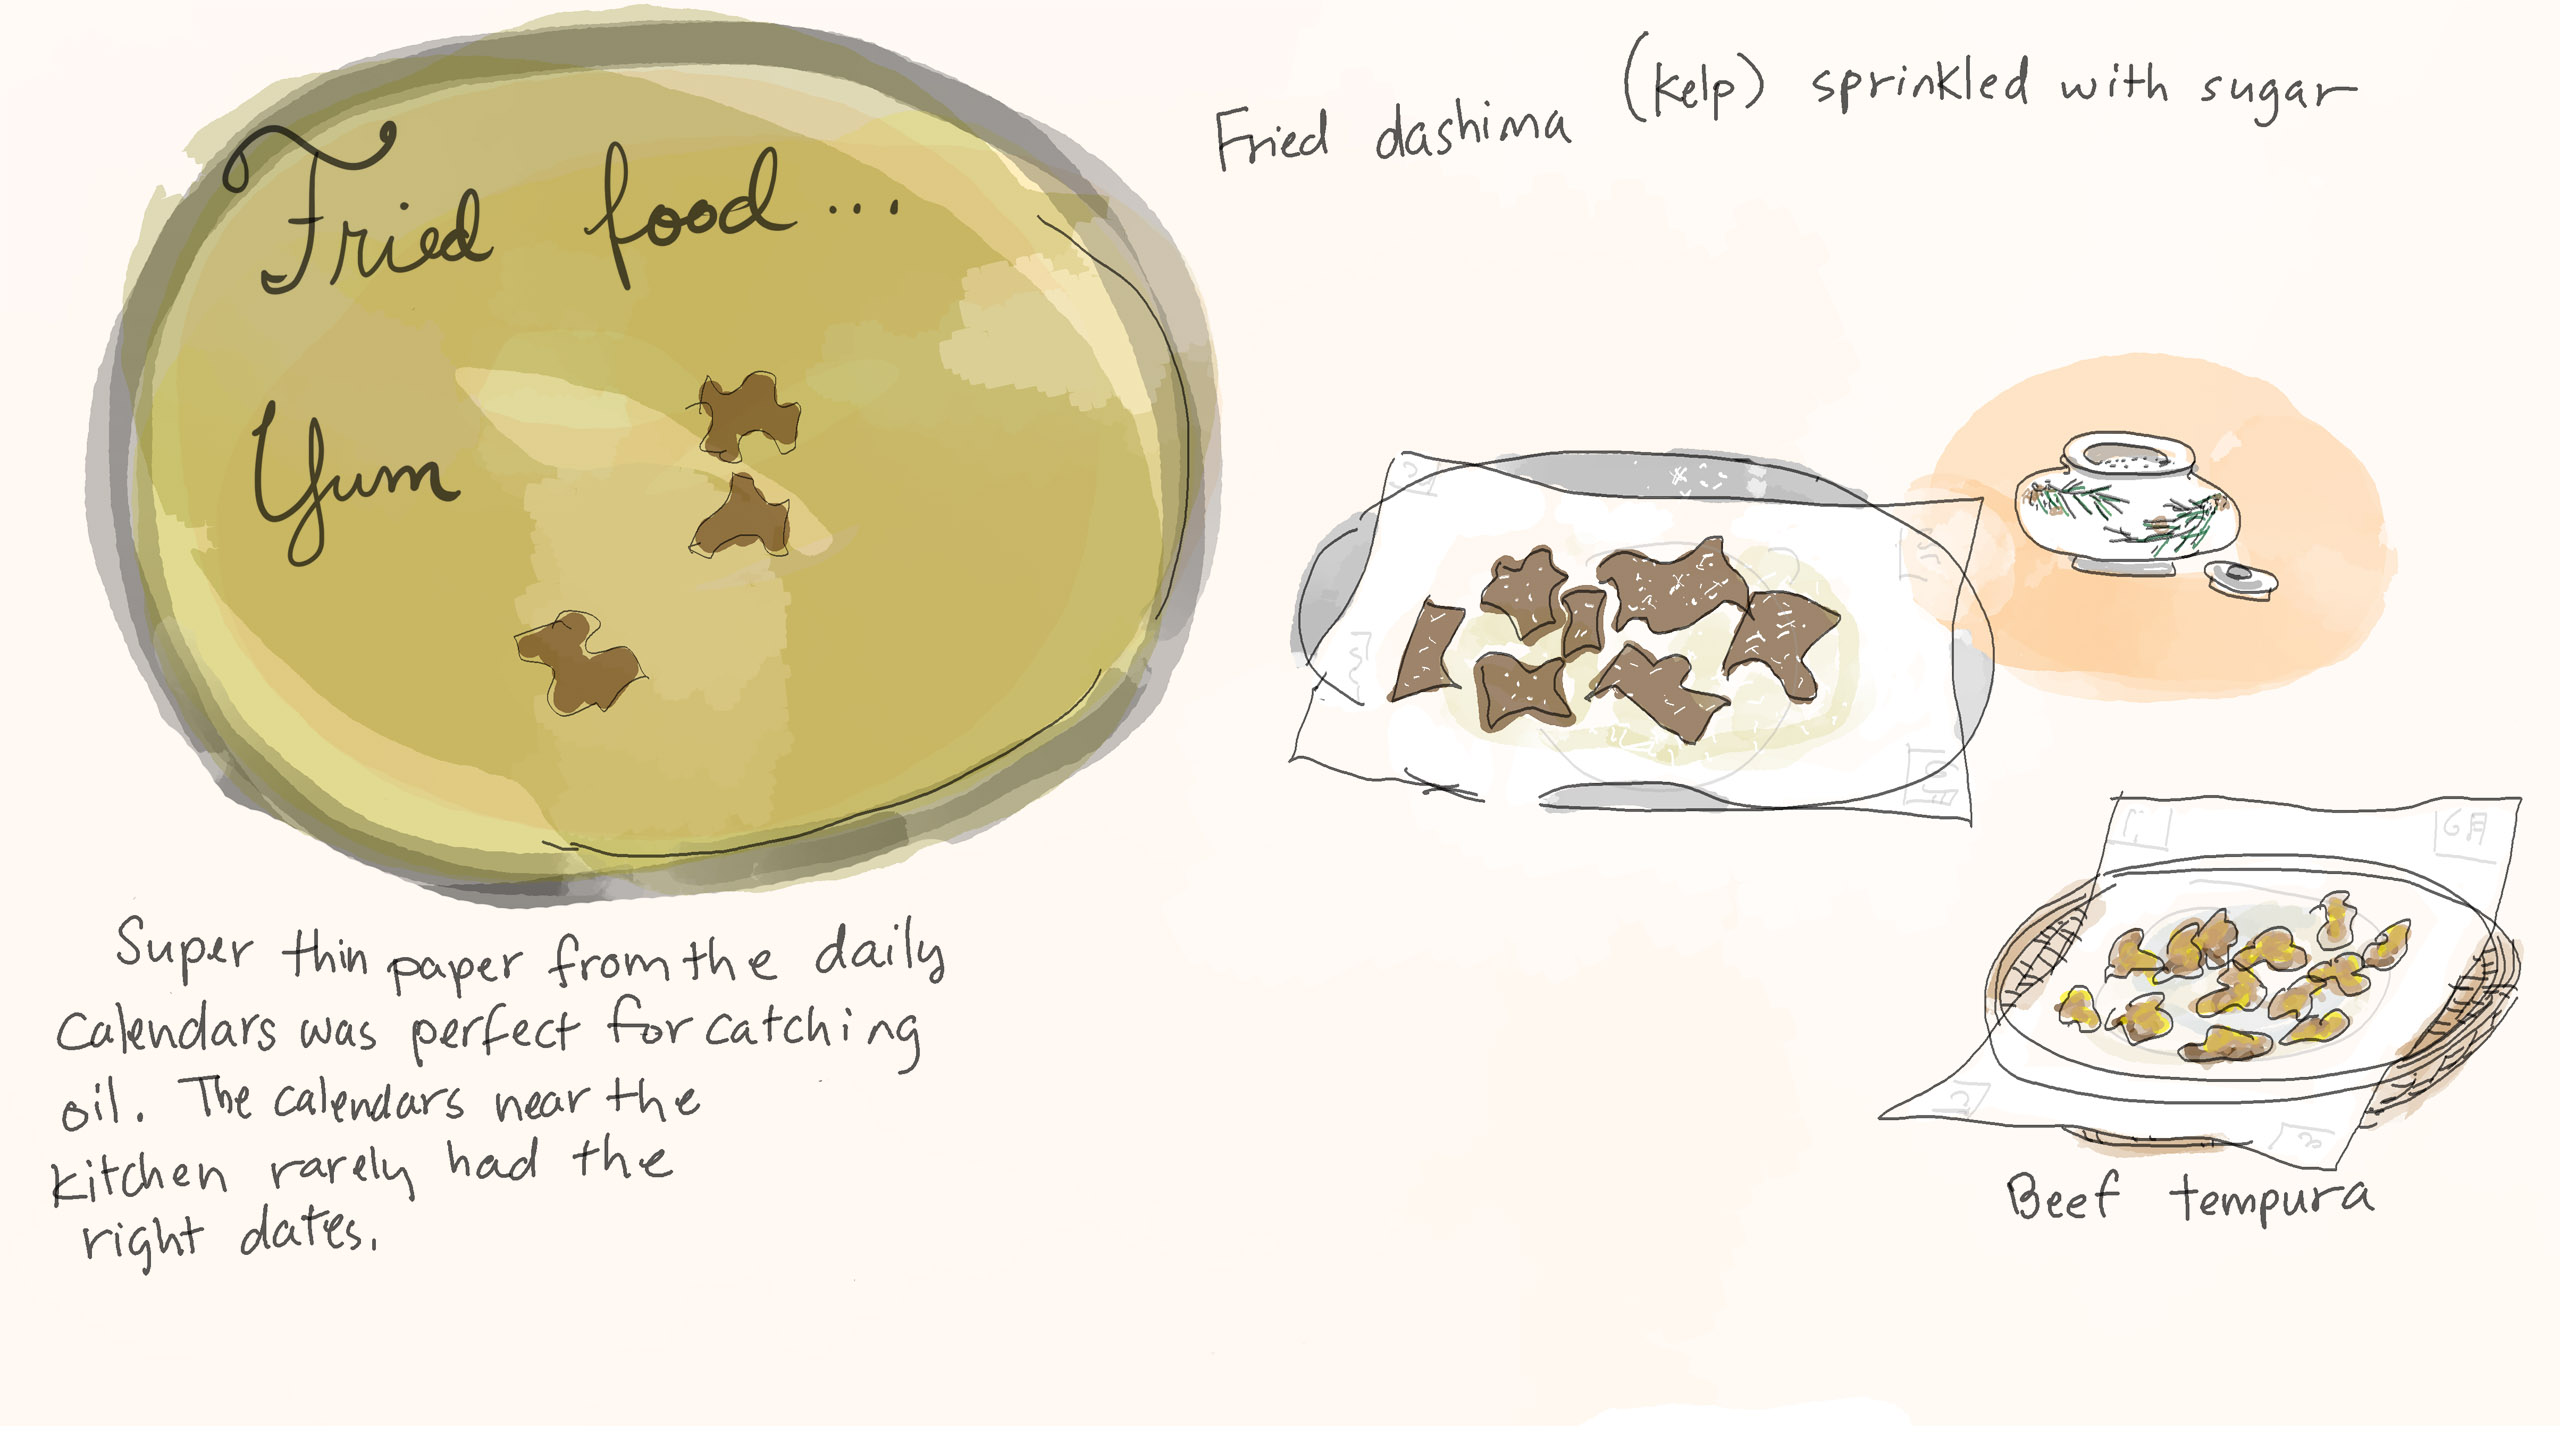 Fried food...
Yum
Fried dashima (kelp) sprinkled with sugar
Super thin paper from the daily
Calendars was perfect for catching
oil. The calendars near the
kitchen rarely had the
right dates.
6月
Beef tempura